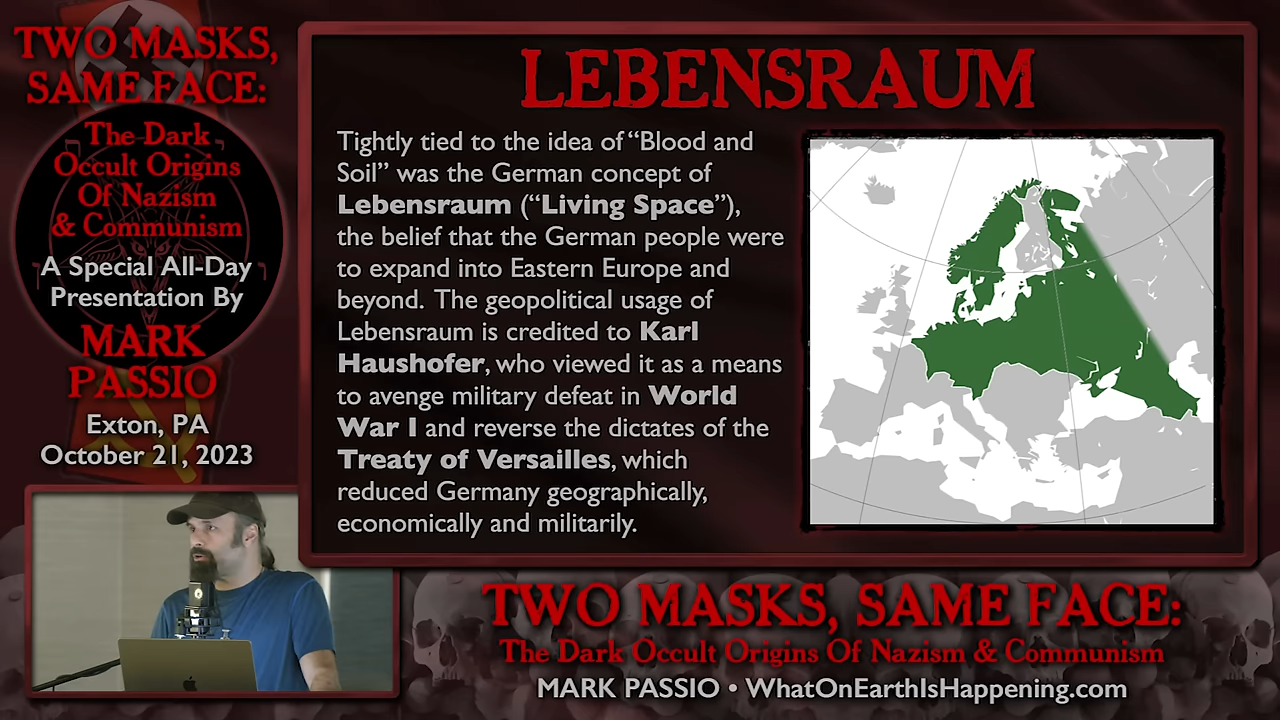 TWO MASKS,
SAME FACE:
The Dark
Occult Origins
Of Nazism
& Communism
A Special All-Day
Presentation By
MARK
PASSIO
Exton, PA
October 21, 2023
LEBENSRAUM
Tightly tied to the idea of “Blood and
Soil” was the German concept of
Lebensraum (“Living Space”),
the belief that the German people were
to expand into Eastern Europe and
beyond. The geopolitical usage of
Lebensraum is credited to Karl
Haushofer, who viewed it as a means
to avenge military defeat in World
War I and reverse the dictates of the
Treaty of Versailles, which
reduced Germany geographically,
economically and militarily.
TWO MASKS, SAME FACE:
The Dark Occult Origins Of Nazism & Communism
MARK PASSIO • WhatOnEarthIsHappening.com